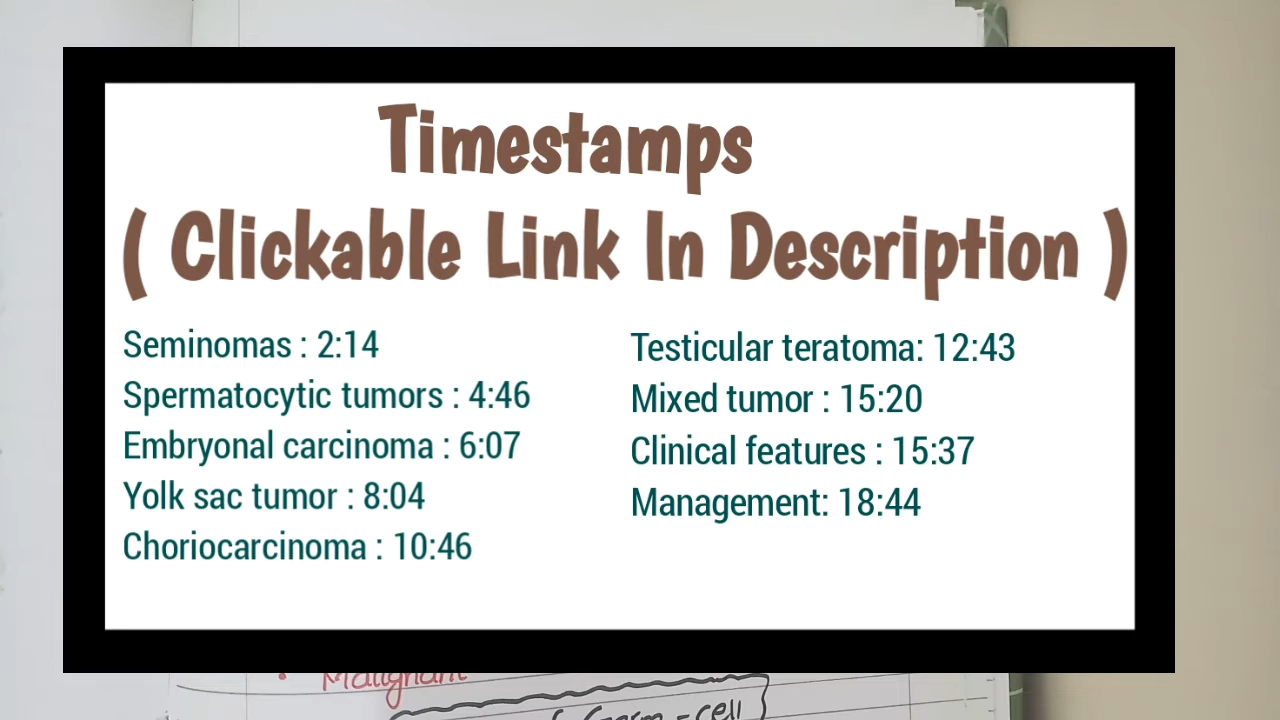 Timestamps
( Clickable Link In Description )
Seminomas : 2:14
Spermatocytic tumors : 4:46
Embryonal carcinoma : 6:07
Yolk sac tumor : 8:04
Choriocarcinoma : 10:46
Testicular teratoma: 12:43
Mixed tumor : 15:20
Clinical features : 15:37
Management: 18:44
Malignant
Germ-cell